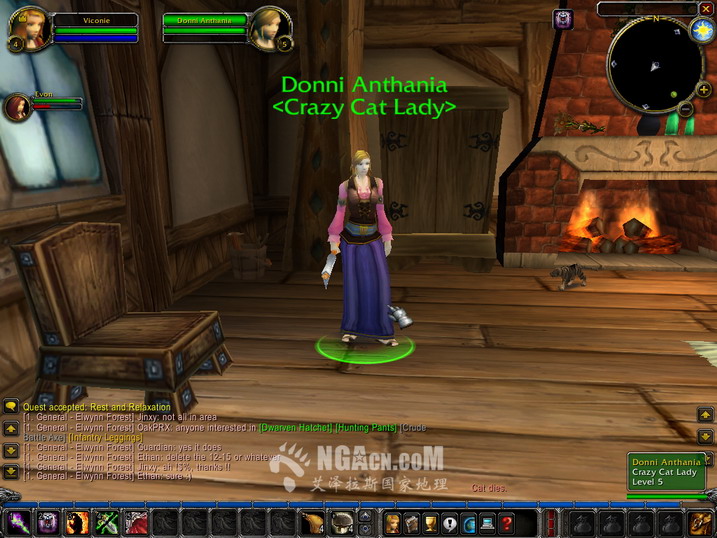 Viconie
4
Donni Anthania
5
N
Evon
Donni Anthania
<Crazy Cat Lady>
Quest accepted: Rest and Relaxation
[1. General - Elwynn Forest] Jinxy: not all in area
[1. General - Elwynn Forest] OakPRX: anyone interested in [Dwarven Hatchet] [Hunting Pants] [Cruce
Battle Axe] [Infantry Leggings]
[1. General - Elwynn Forest] Guardian: yes it does
[1. General - Elwynn Forest] Ethan: delete the 12-15 or whatever
[1. General - Elwynn Forest] Jinxy: ah 15%, thanks !!
[1. General - Elwynn Forest] Ethan: sure :-)
Cat dies.
NGACN.COM
艾泽拉斯国家地理
Donni Anthania
Crazy Cat Lady
Level 5